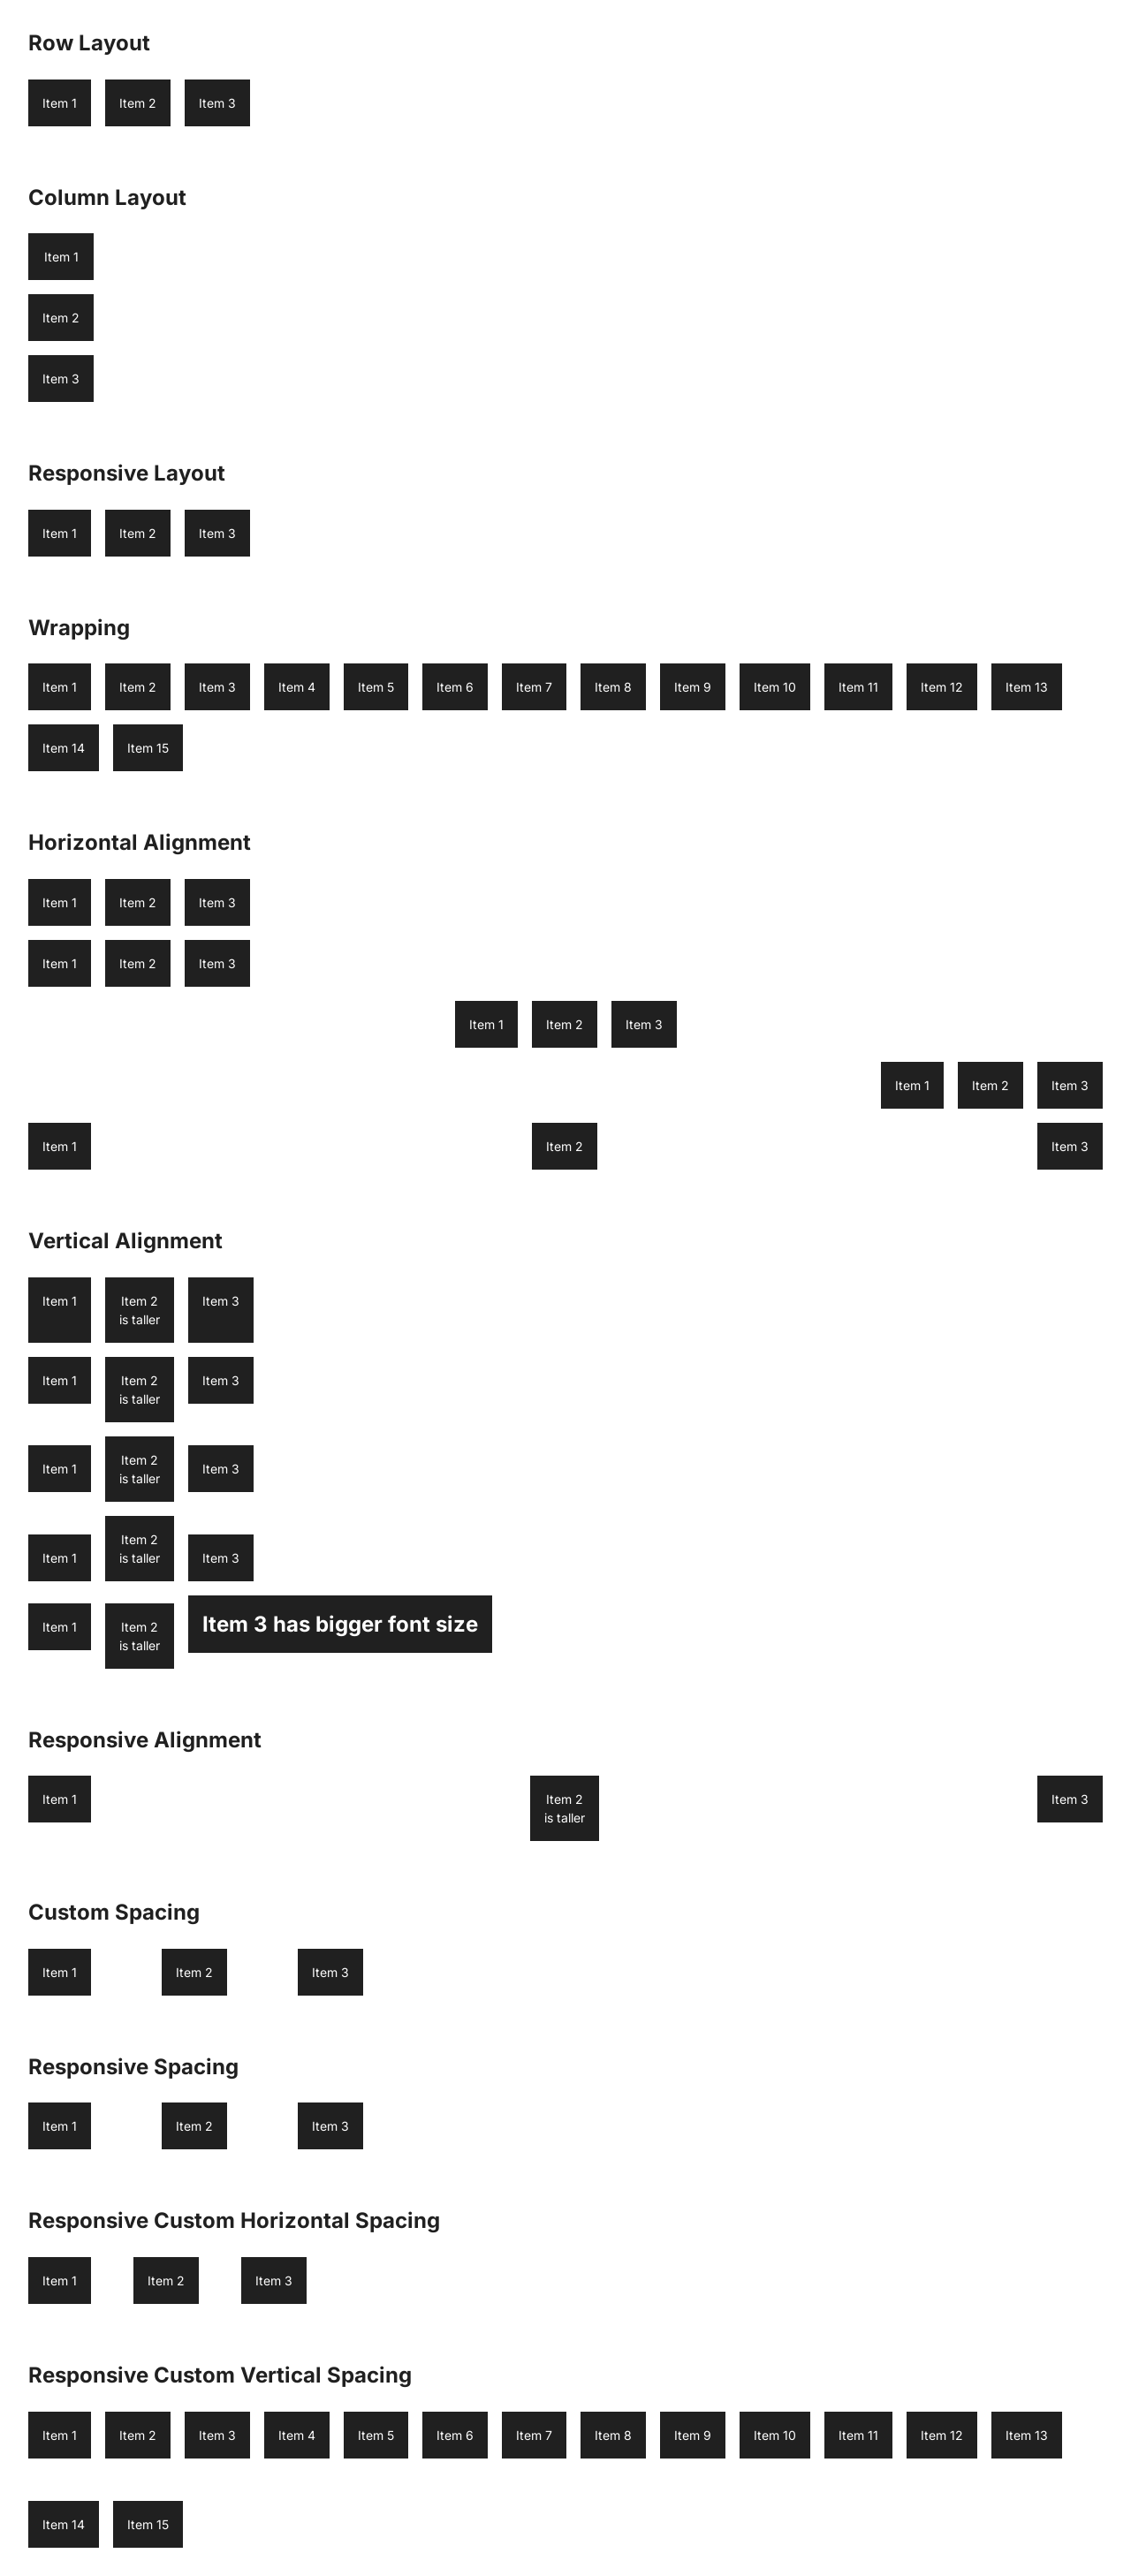 Row Layout
Item 1 Item 2 Item 3
Column Layout
Item 1
Item 2
Item 3
Responsive Layout
Item 1 Item 2 Item 3
Wrapping
Item 1 Item 2 Item 3 Item 4 Item 5 Item 6 Item 7 Item 8 Item 9 Item 10 Item 11 Item 12 Item 13
Item 14 Item 15
Horizontal Alignment
Item 1 Item 2 Item 3
Item 1 Item 2 Item 3
Item 1 Item 2 Item 3
Item 1 Item 2 Item 3
Item 1 Item 2 Item 3
Vertical Alignment
Item 1 Item 2 Item 3
is taller
Item 1 Item 2 Item 3
is taller
Item 2
Item 1 is taller Item 3
Item 2
Item 1 is taller Item 3
Item 1 Item 2 Item 3 has bigger font size
is taller
Responsive Alignment
Item 1 Item 2 Item 3
is taller
Custom Spacing
Item 1 Item 2 Item 3
Responsive Spacing
Item 1 Item 2 Item 3
Responsive Custom Horizontal Spacing
Item 1 Item 2 Item 3
Responsive Custom Vertical Spacing
Item 1 Item 2 Item 3 Item 4 Item 5 Item 6 Item 7 Item 8 Item 9 Item 10 Item 11 Item 12 Item 13
Item 14 Item 15